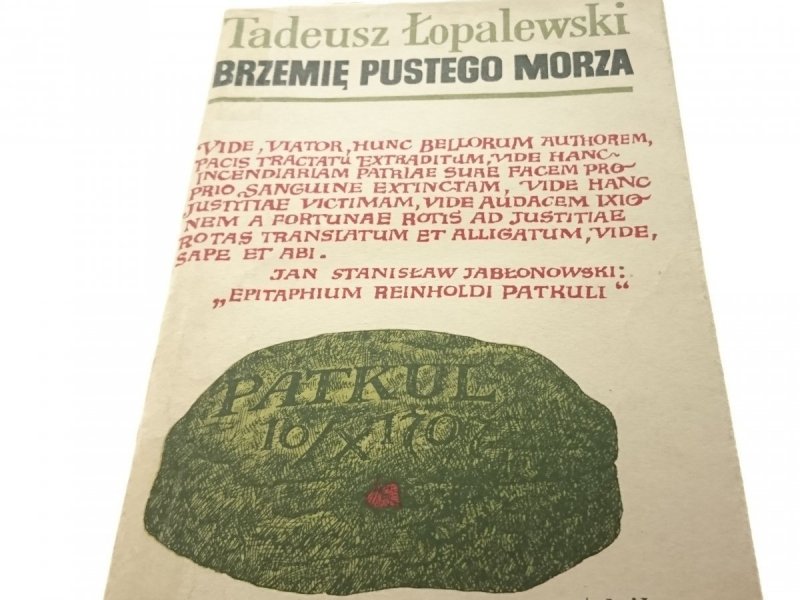 Tadeusz Łopalewski
BRZEMIĘ PUSTEGO MORZA
VIDE, VIATOR, HUNC BELLORUM AUTHOREM,
PACIS TRACTATU EXTRADITUM, VIDE HANC
INCENDIARIAM PATRIAE SUAE FACEM PRO
PRIO SANGUINE EXTINCTAM, VIDE HANC
JUSTITIAE VICTIMAM, VIDE AUDACEM IXIO
NEM A FORTUNAE ROTIS AD JUSTITIAE
ROTAS TRANSLATUM ET ALLIGATUM, VIDE,
SAPE ET ABI.
JAN STANISŁAW JABŁONOWSKI:
„EPITAPHIUM REINHOLDI PATKULI“
PATKUL
10/X 1707